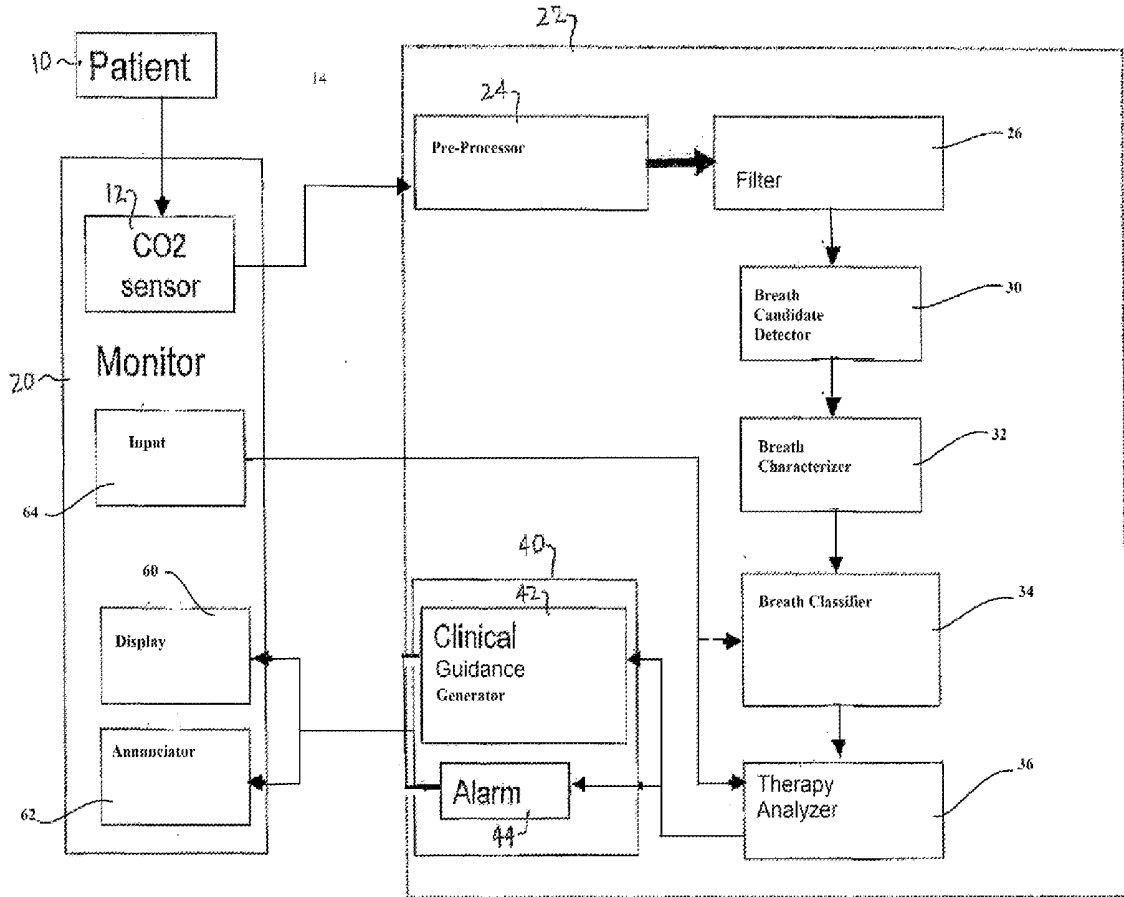 22
10
Patient
14
24
Pre-Processor
26
Filter
12
CO2
sensor
30
Breath
Candidate
Detector
20
Monitor
Input
64
32
Breath
Characterizer
40
42
Clinical
Guidance
Generator
34
Breath Classifier
60
Display
Annunciator
62
Alarm
44
36
Therapy
Analyzer